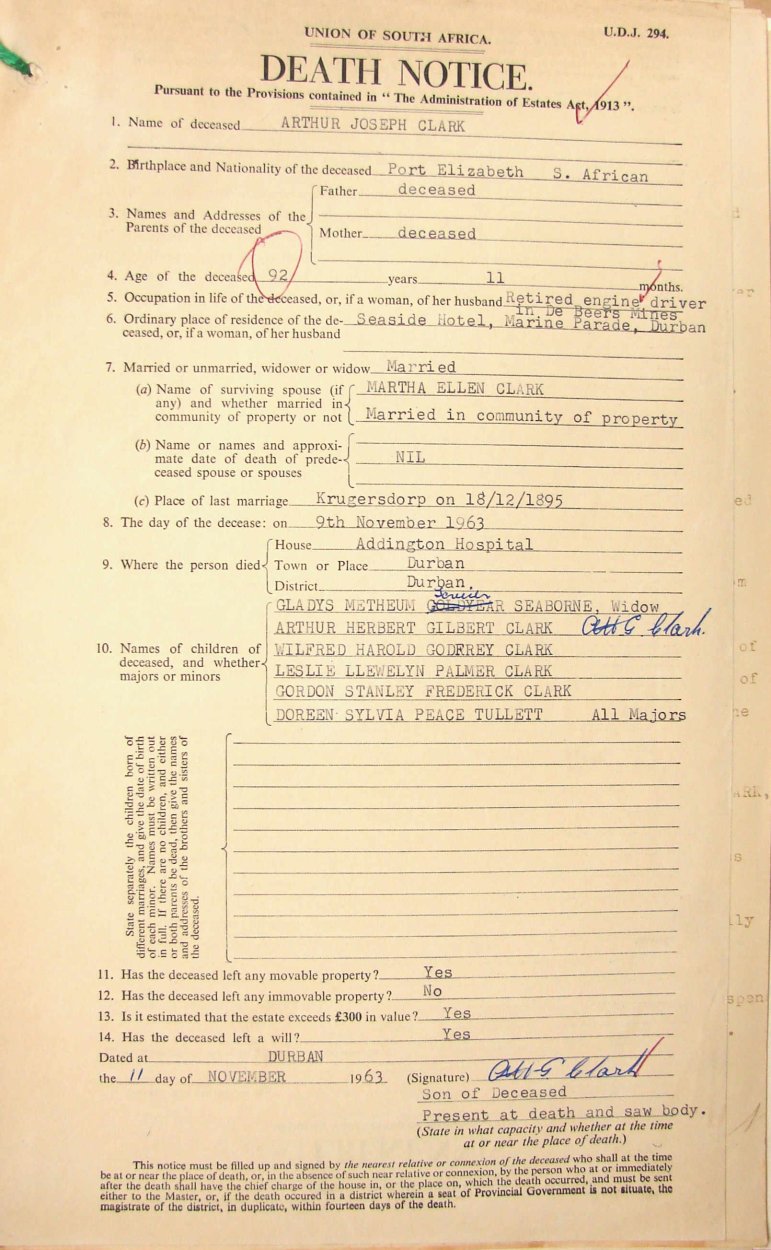 UNION OF SOUTH AFRICA.
U.D.J. 294.
DEATH NOTICE.
Pursuant to the Provisions contained in “ The Administration of Estates Act, 1913 ”.
1. Name of deceased ARTHUR JOSEPH CLARK
2. Birthplace and Nationality of the deceased Port Elizabeth S. African
3. Names and Addresses of the Parents of the deceased
Father deceased
Mother deceased
4. Age of the deceased 92 years 11 months.
5. Occupation in life of the deceased, or, if a woman, of her husband Retired engine driver
in De Beers Mines
6. Ordinary place of residence of the de- Seaside Hotel, Marine Parade, Durban
ceased, or, if a woman, of her husband
7. Married or unmarried, widower or widow Married
(a) Name of surviving spouse (if MARTHA ELLEN CLARK
any) and whether married in
community of property or not Married in community of property
(b) Name or names and approxi-
mate date of death of prede- NIL
ceased spouse or spouses
(c) Place of last marriage Krugersdorp on 18/12/1895
8. The day of the decease: on 9th November 1963
9. Where the person died
House Addington Hospital
Town or Place Durban
District Durban.
10. Names of children of
deceased, and whether
majors or minors
GLADYS METHEUM GOLDYEAR SEABORNE, Widow
ARTHUR HERBERT GILBERT CLARK AHG Clark.
WILFRED HAROLD GODFREY CLARK
LESLIE LLEWELYN PALMER CLARK
GORDON STANLEY FREDERICK CLARK
DOREEN SYLVIA PEACE TULLETT All Majors
State separately the children born of
different marriages, and give the date of birth
of each minor. Names must be written out
in full. If there are no children, and either
or both parents be dead, then give the names
and addresses of the brothers and sisters of
the deceased.
11. Has the deceased left any movable property? Yes
12. Has the deceased left any immovable property? No
13. Is it estimated that the estate exceeds £300 in value? Yes
14. Has the deceased left a will? Yes
Dated at DURBAN
the 11 day of NOVEMBER 1963 (Signature) AHG Clark
Son of Deceased
Present at death and saw body.
(State in what capacity and whether at the time
at or near the place of death.)
This notice must be filled up and signed by the nearest relative or connexion of the deceased who shall at the time
be at or near the place of death, or, in the absence of such near relative or connexion, by the person who at or immediately
after the death shall have the chief charge of the house in, or the place on, which the death occurred, and must be sent
either to the Master, or, if the death occured in a district wherein a seat of Provincial Government is not situate, the
magistrate of the district, in duplicate, within fourteen days of the death.